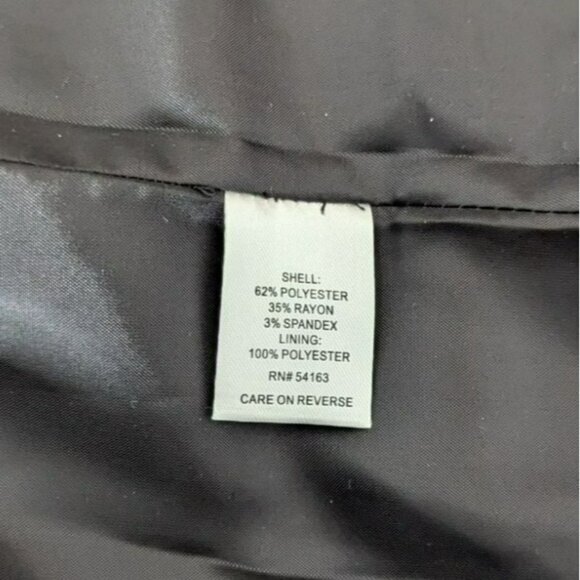 SHELL:
62% POLYESTER
35% RAYON
3% SPANDEX
LINING:
100% POLYESTER
RN# 54163
CARE ON REVERSE